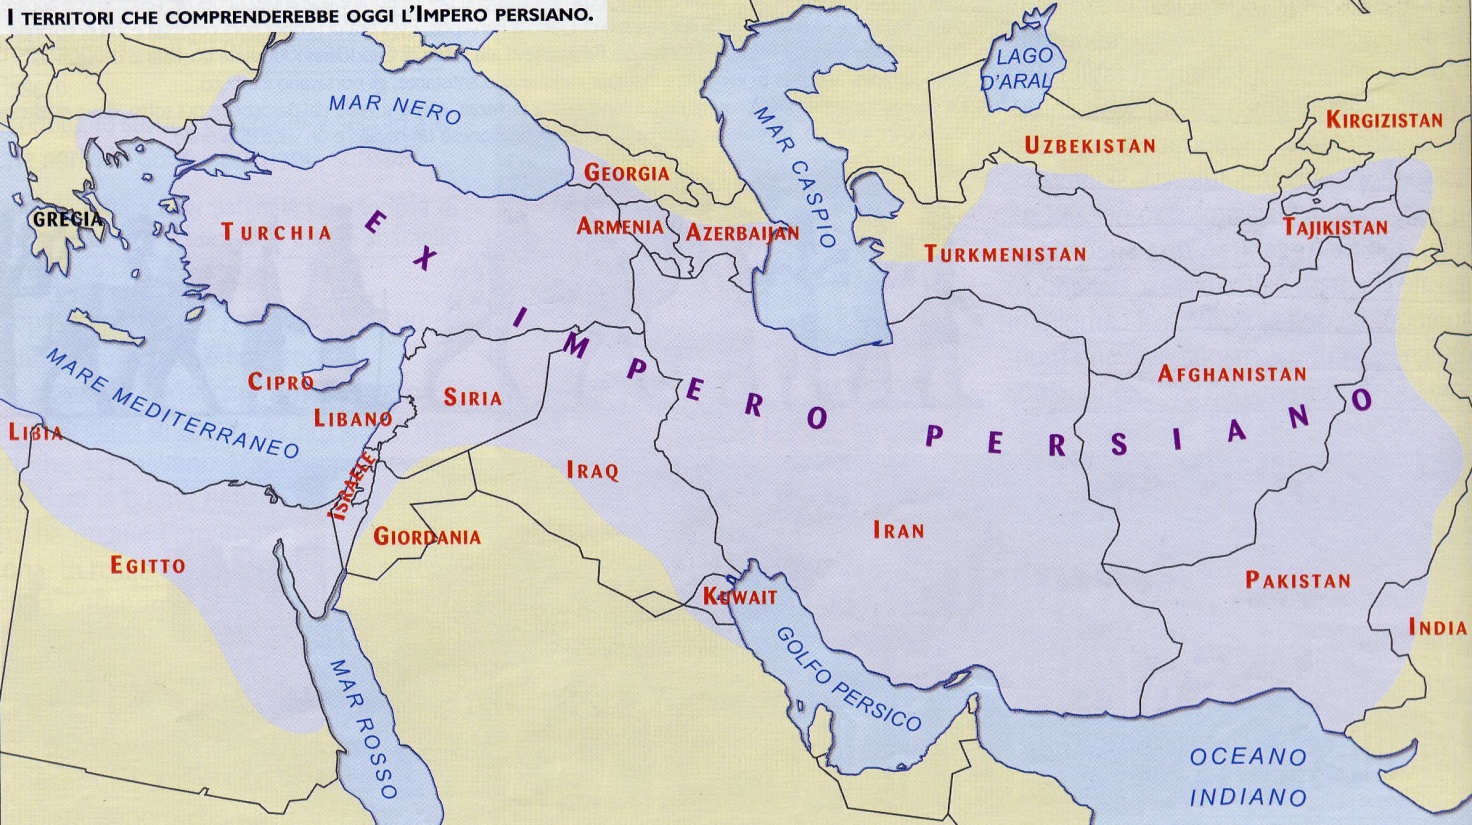 I TERRITORI CHE COMPRENDEREBBE OGGI L'IMPERO PERSIANO.
LAGO
D'ARAL
MAR NERO
MAR CASPIO
KIRGIZISTAN
UZBEKISTAN
GEORGIA
GRECIA
TURCHIA
ARMENIA
AZERBAIJAN
TURKMENISTAN
TAJIKISTAN
EX IMPERO PERSIANO
MARE MEDITERRANEO
CIPRO
SIRIA
AFGHANISTAN
LIBANO
LIBIA
ISRAELE
IRAQ
GIORDANIA
IRAN
EGITTO
PAKISTAN
KUWAIT
INDIA
GOLFO PERSICO
MAR ROSSO
OCEANO
INDIANO